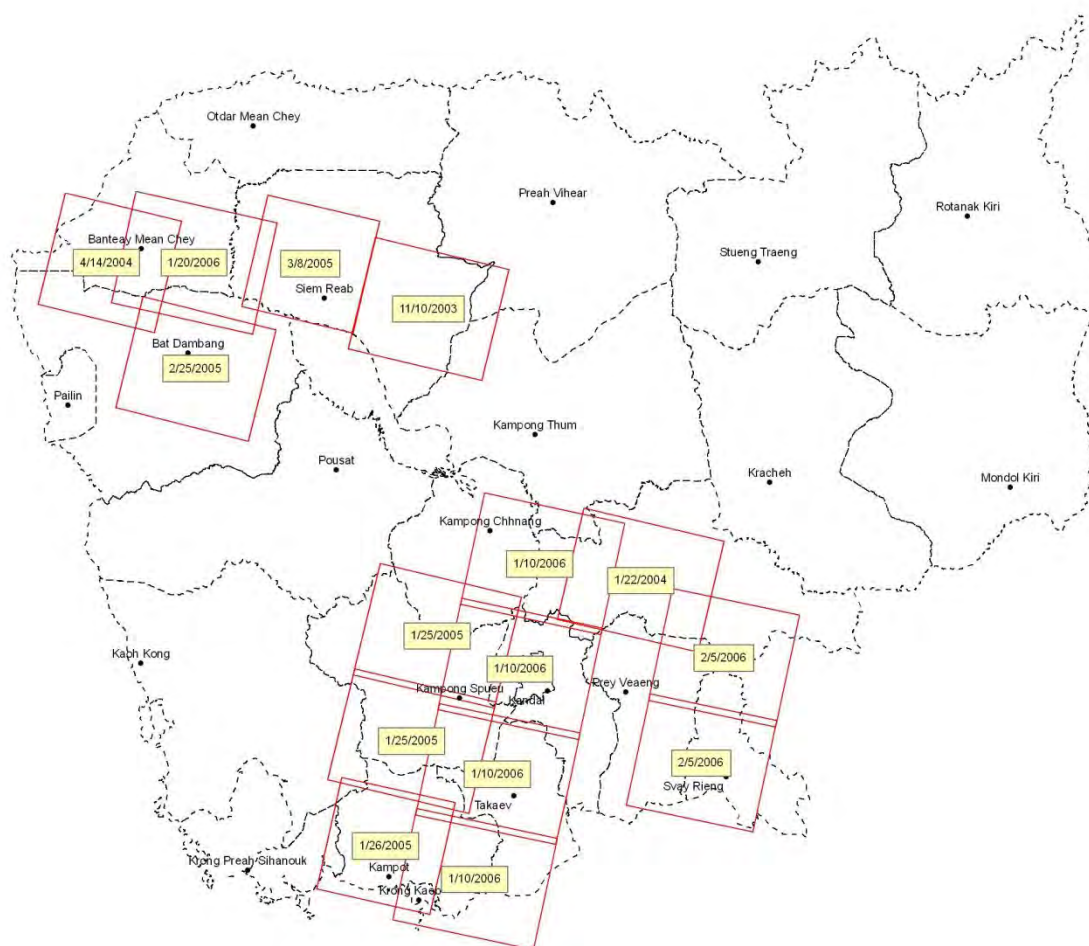 Otdar Mean Chey
Preah Vihear
Rotanak Kiri
Stueng Traeng
Banteay Mean Chey
4/14/2004
1/20/2006
3/8/2005
Siem Reab
11/10/2003
Bat Dambang
2/25/2005
Pailin
Kampong Thum
Pousat
Kracheh
Mondol Kiri
Kampong Chhnang
1/10/2006
1/22/2004
1/25/2005
2/5/2006
Kaoh Kong
1/10/2006
Kampong Spueu
Kandal
Prey Veaeng
1/25/2005
1/10/2006
2/5/2006
Svay Rieng
Takaev
1/26/2005
Krong Preah Sihanouk
Kampot
1/10/2006
Krong Kaeb